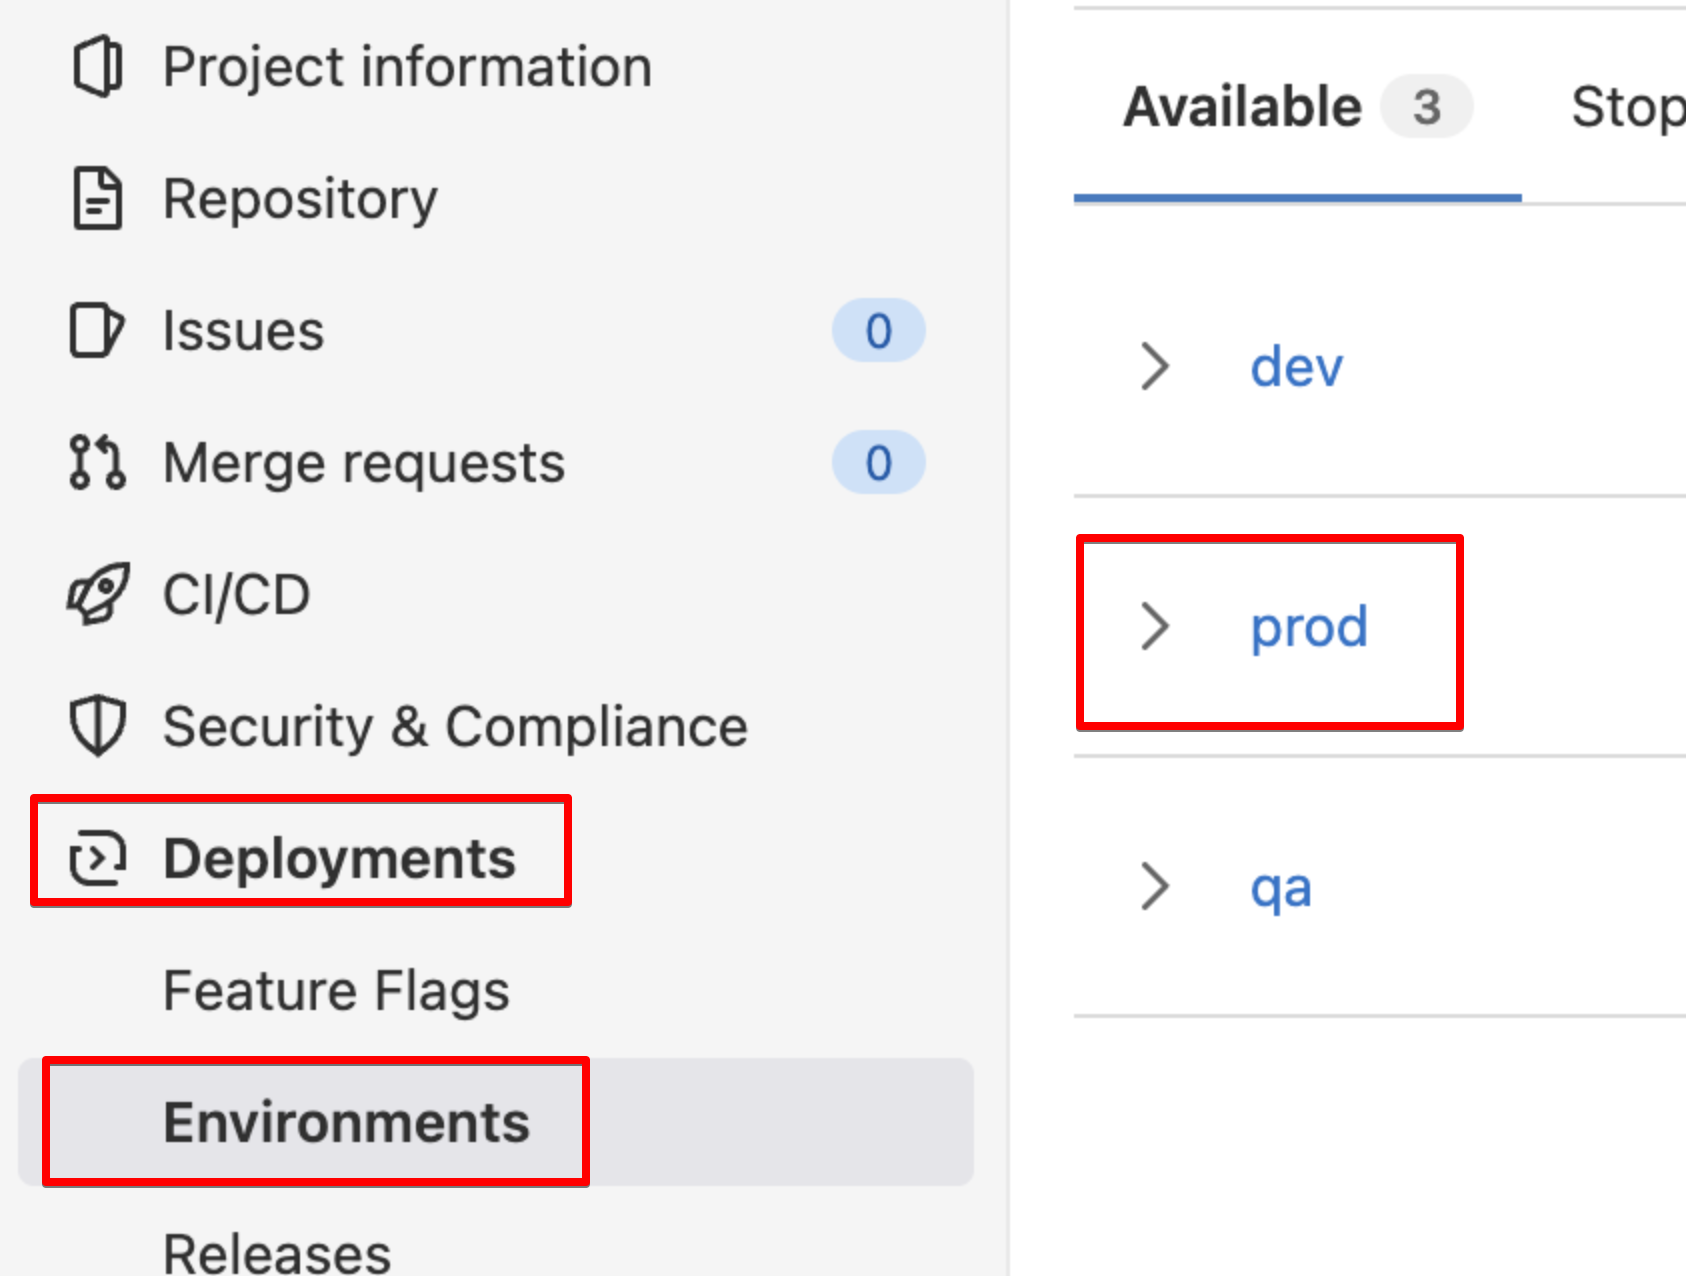 Project information
Repository
Issues 0
Merge requests 0
CI/CD
Security & Compliance
Deployments
Feature Flags
Environments
Releases
Available 3 Stop
dev
prod
qa